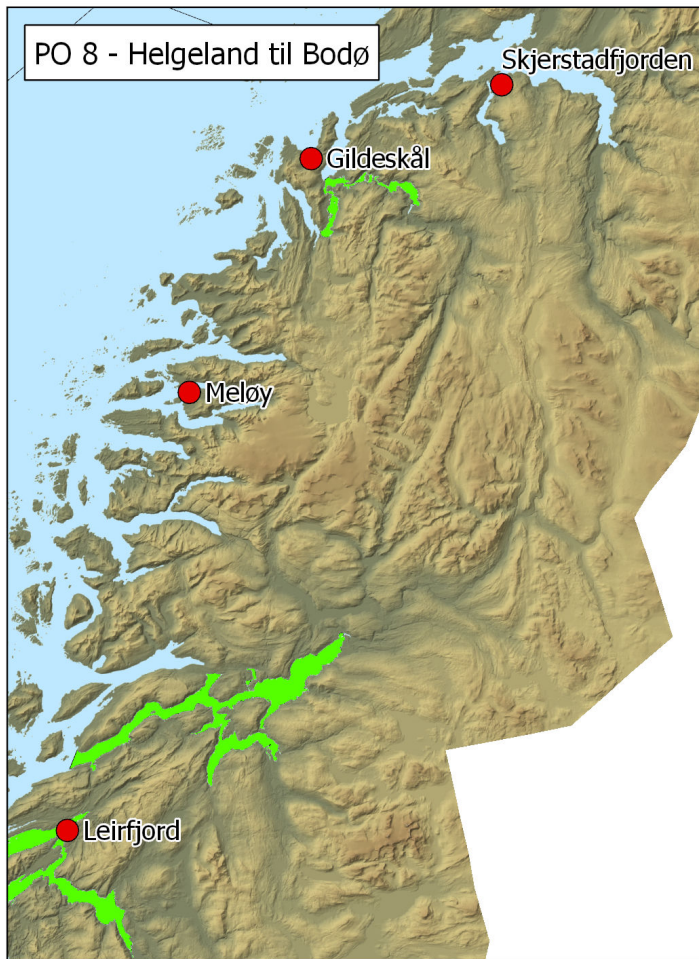 PO 8 - Helgeland til Bodø
Skjerstadfjorden
Gildeskål
Meløy
Leirfjord